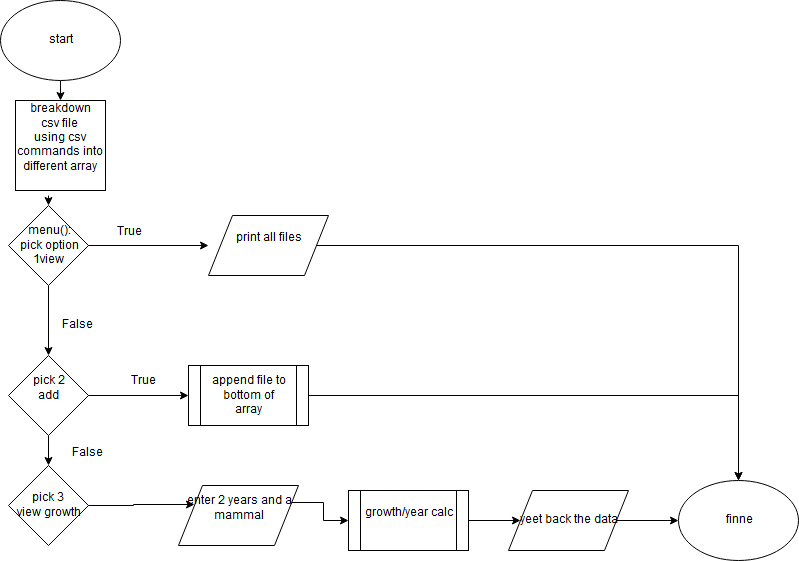 start
breakdown
csv file
using csv
commands into
different array
menu():
pick option
1view
True
print all files
False
pick 2
add
True
append file to
bottom of
array
False
pick 3
view growth
enter 2 years and a
mammal
growth/year calc
yeet back the data
finne